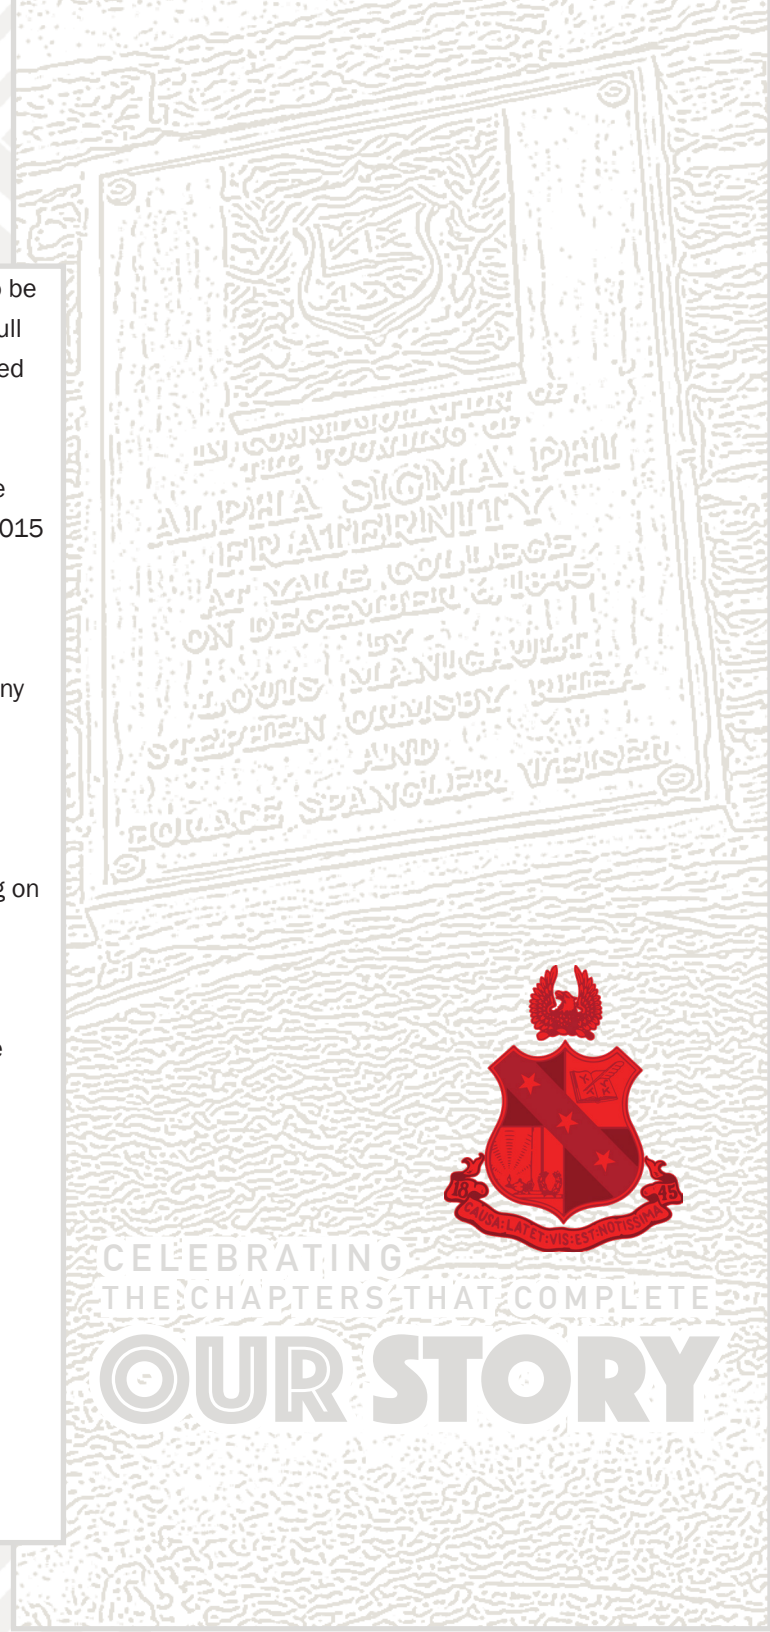 be
ull
ed
e
015
ny
g on
e
IN COMMEMORATION OF
THE FOUNDING OF
ALPHA SIGMA PHI
FRATERNITY
AT YALE COLLEGE
ON DECEMBER 6, 1845
BY
LOUIS MANIGAULT
STEPHEN ORMSBY RHEA
AND
HORACE SPANGLER WEISER
18
45
CAUSA:LATET:VIS:EST:NOTISSIMA
CELEBRATING
THE CHAPTERS THAT COMPLETE
OUR STORY